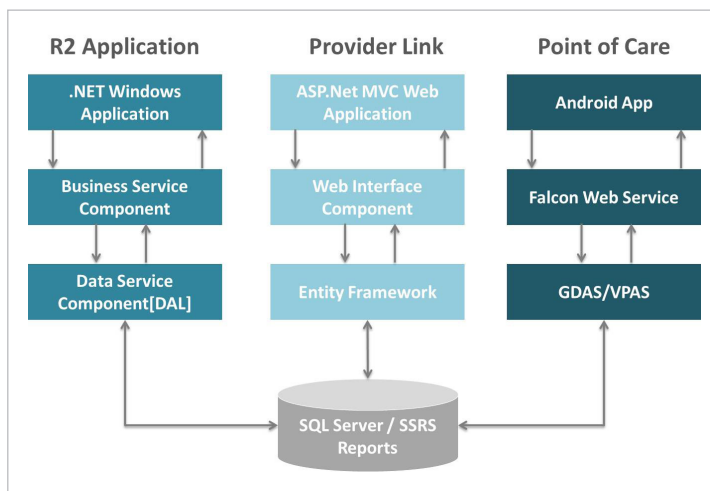 R2 Application
Provider Link
Point of Care
.NET Windows
Application
ASP.Net MVC Web
Application
Android App
Business Service
Component
Web Interface
Component
Falcon Web Service
Data Service
Component[DAL]
Entity Framework
GDAS/VPAS
SQL Server / SSRS
Reports